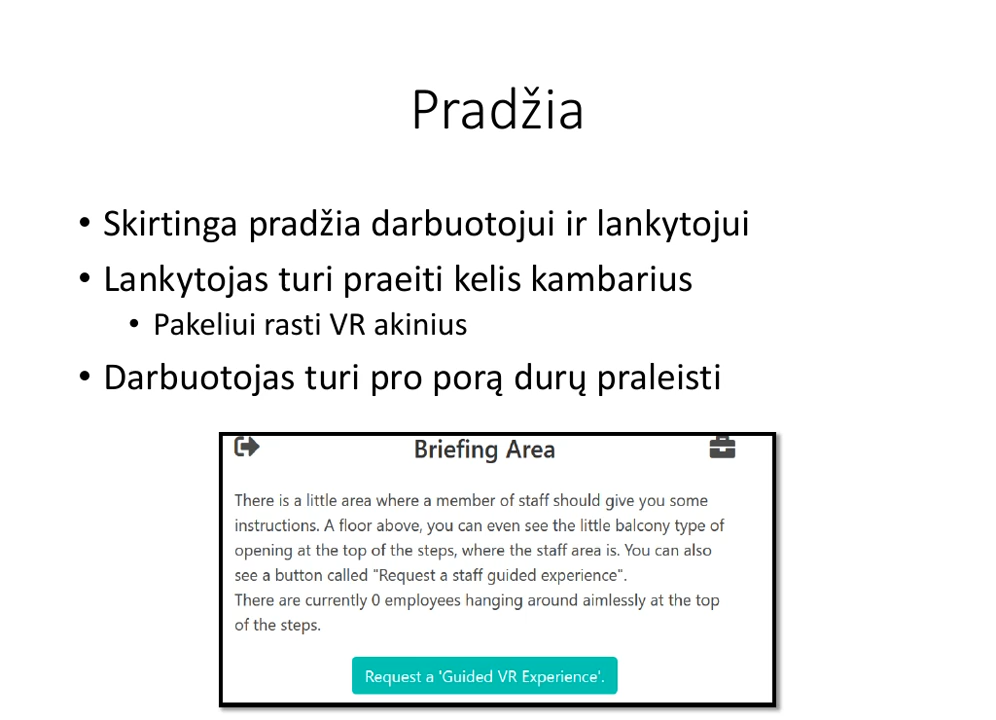 Pradžia
• Skirtinga pradžia darbuotojui ir lankytojui
• Lankytojas turi praeiti kelis kambarius
• Pakeliui rasti VR akinius
• Darbuotojas turi pro porą durų praleisti
Briefing Area
There is a little area where a member of staff should give you some
instructions. A floor above, you can even see the little balcony type of
opening at the top of the steps, where the staff area is. You can also
see a button called "Request a staff guided experience".
There are currently 0 employees hanging around aimlessly at the top
of the steps.
Request a 'Guided VR Experience'.